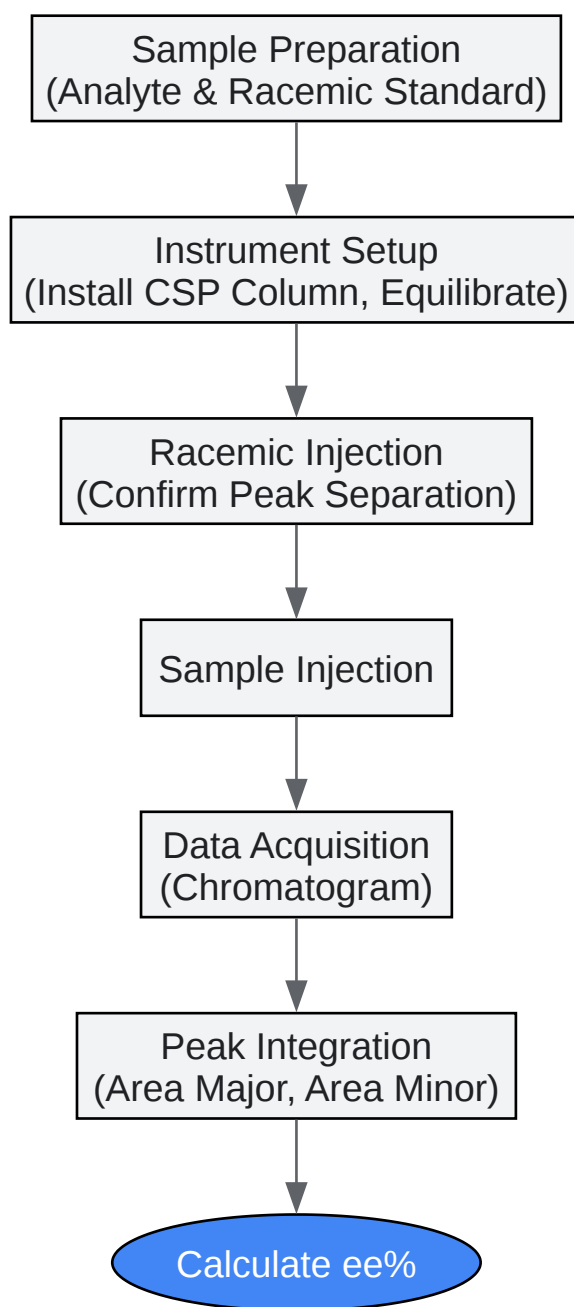 Sample Preparation
(Analyte & Racemic Standard)
Instrument Setup
(Install CSP Column, Equilibrate)
Racemic Injection
(Confirm Peak Separation)
Sample Injection
Data Acquisition
(Chromatogram)
Peak Integration
(Area Major, Area Minor)
Calculate ee%